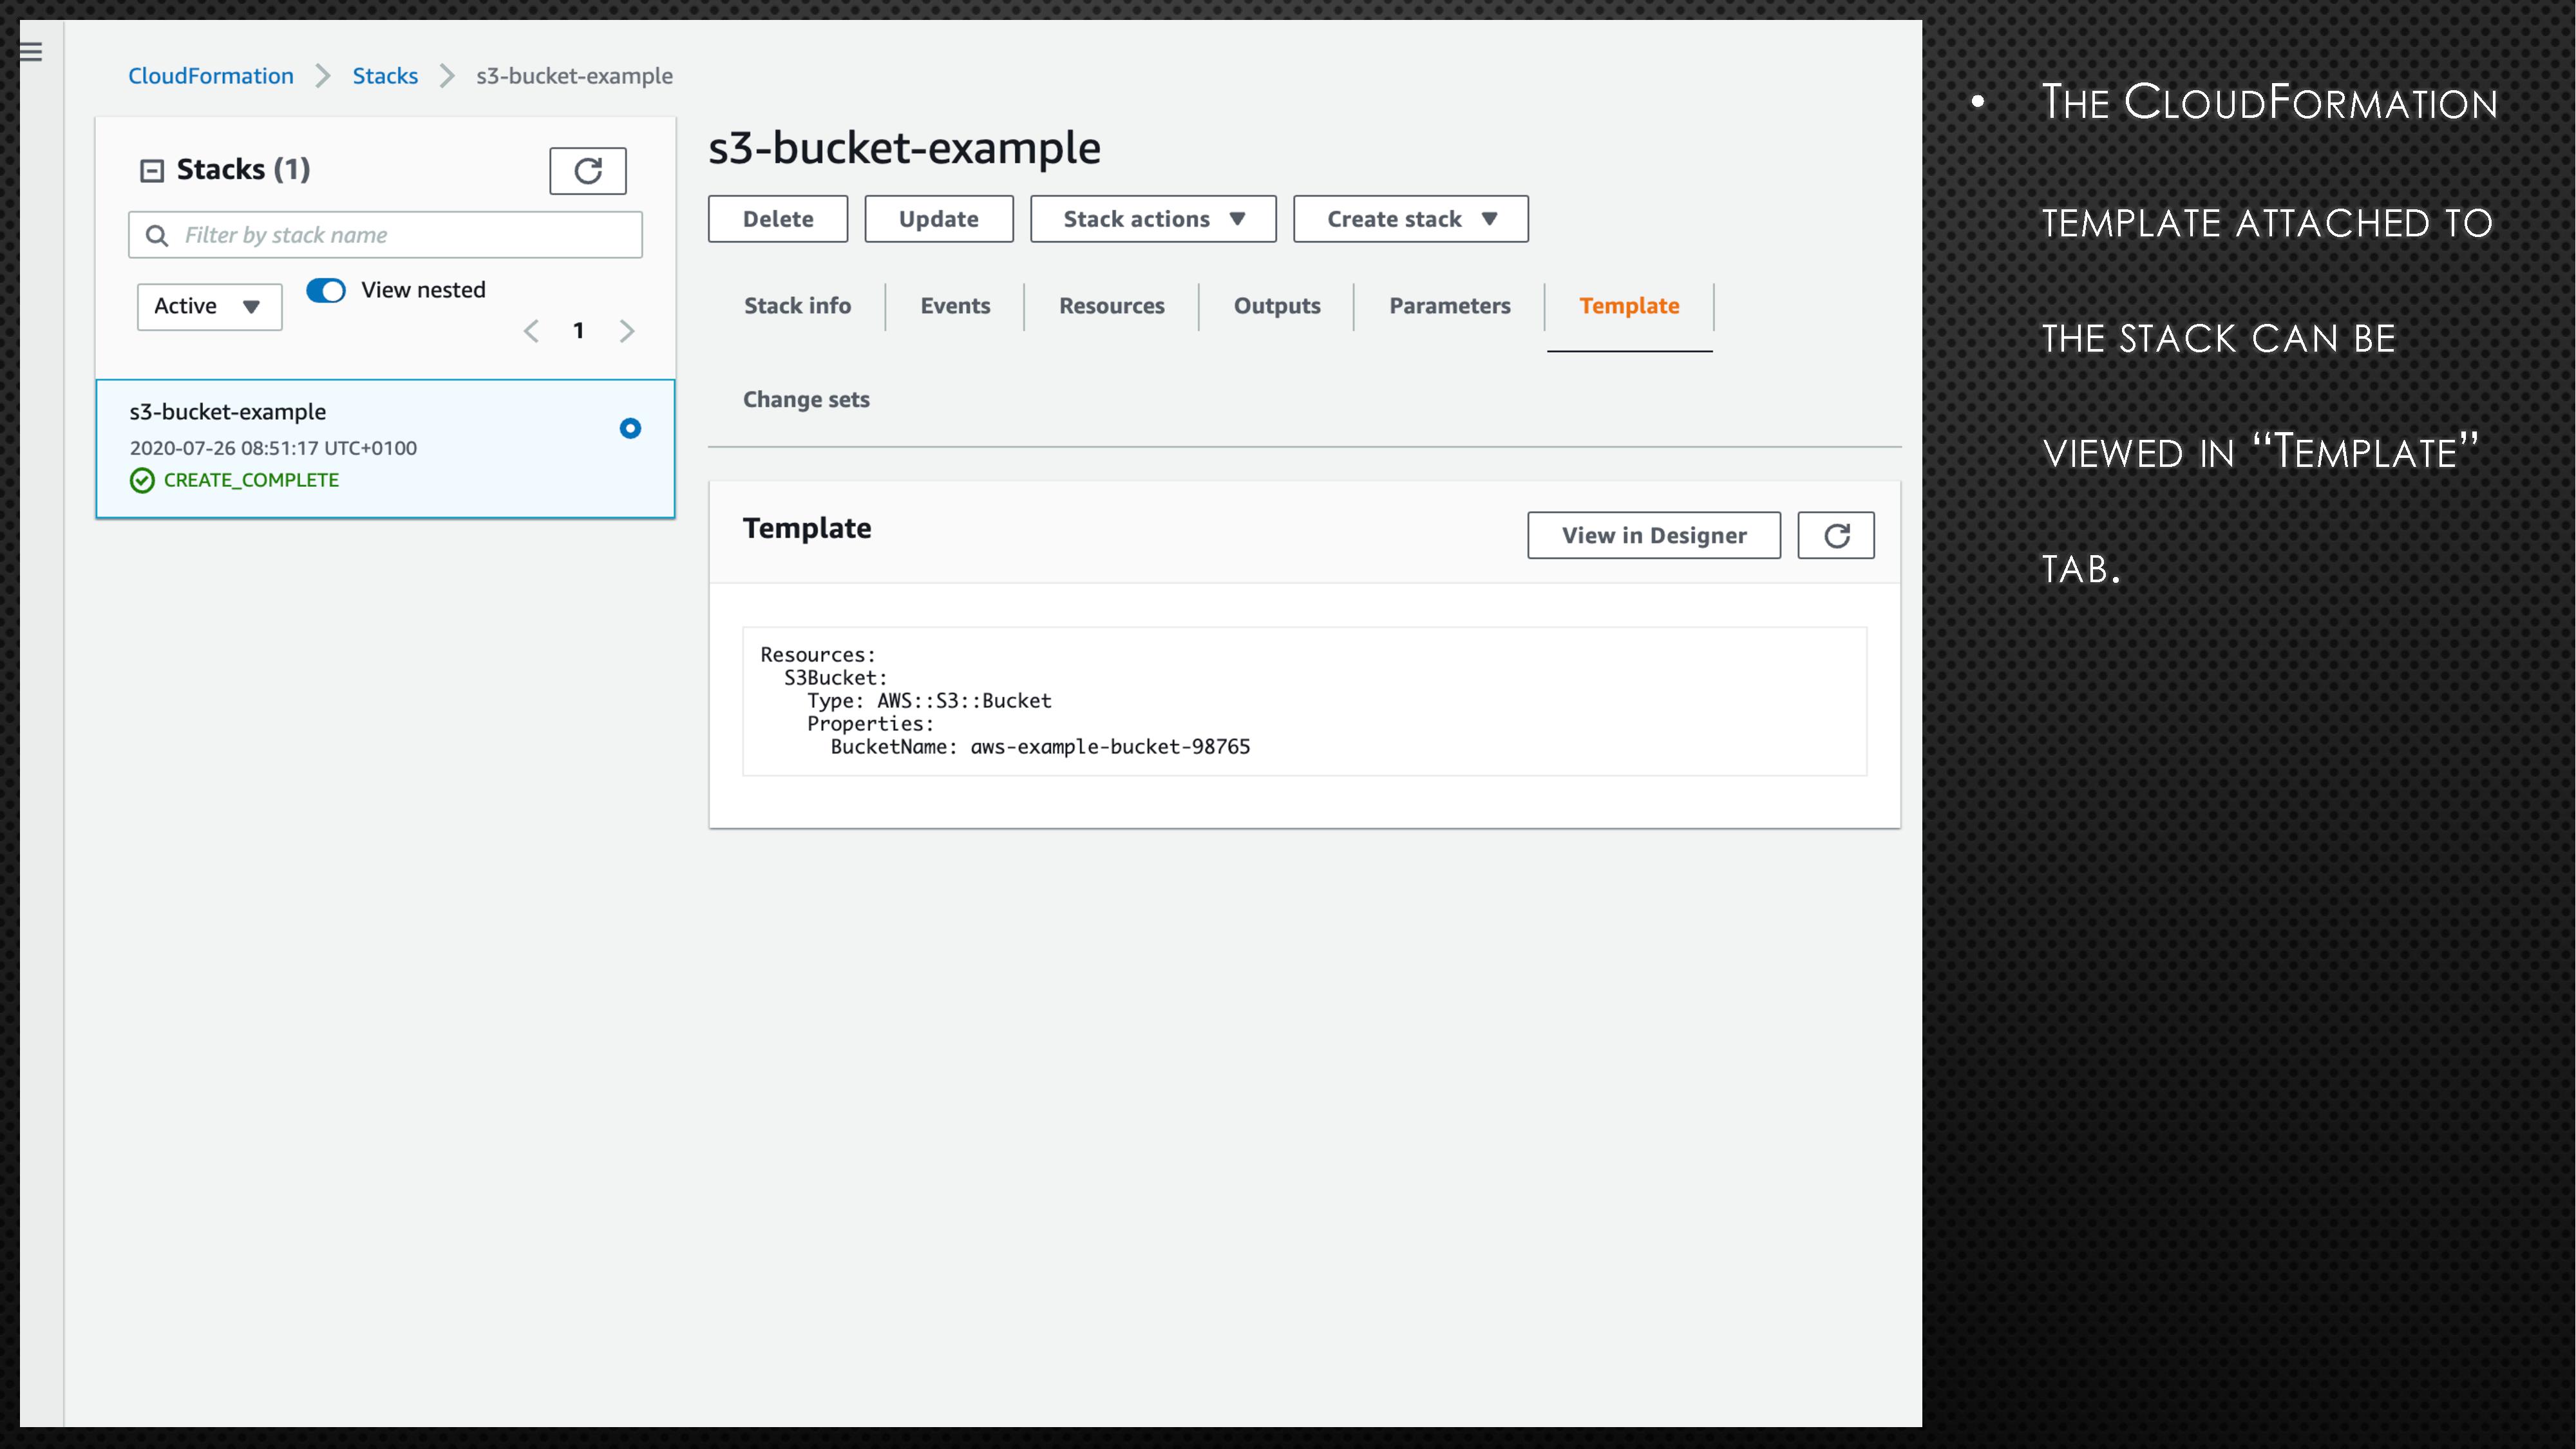 CloudFormation > Stacks > s3-bucket-example
Stacks (1)
Filter by stack name
Active
View nested
1
s3-bucket-example
2020-07-26 08:51:17 UTC+0100
CREATE_COMPLETE
s3-bucket-example
Delete Update Stack actions Create stack
Stack info Events Resources Outputs Parameters Template
Change sets
Template
View in Designer
Resources:
  S3Bucket:
    Type: AWS::S3::Bucket
    Properties:
      BucketName: aws-example-bucket-98765
• The CloudFormation
template attached to
the stack can be
viewed in “Template”
tab.